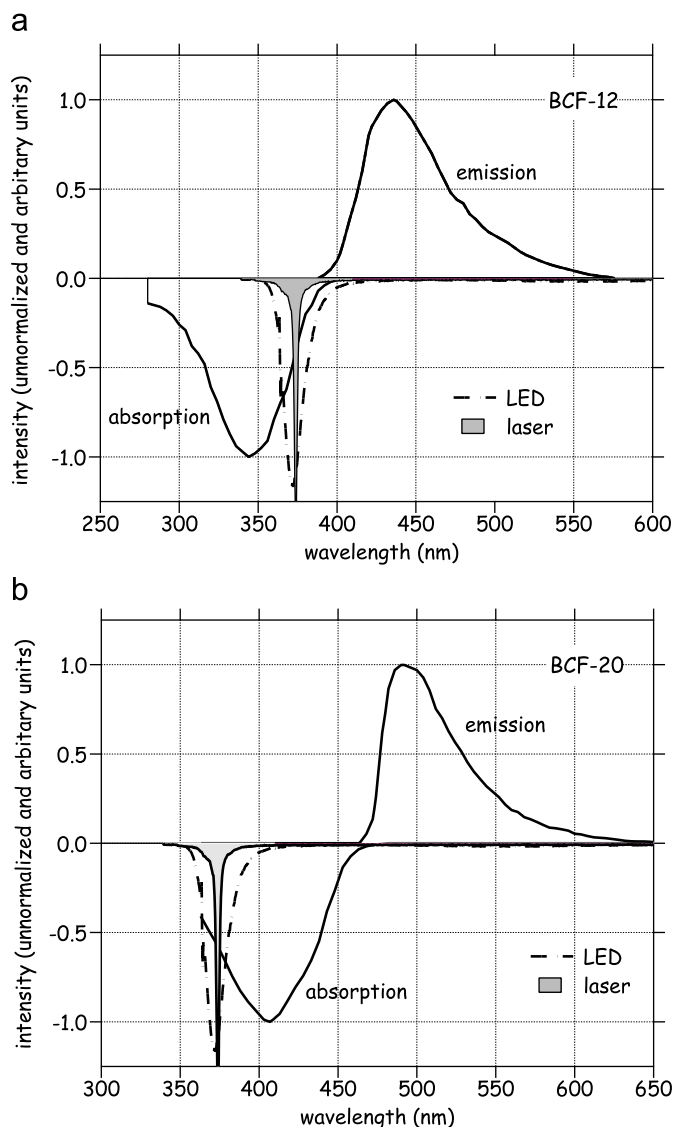 a
intensity (unnormalized and arbitary units)
1.0
0.5
0.0
-0.5
-1.0
BCF-12
emission
absorption
LED
laser
250 300 350 400 450 500 550 600
wavelength (nm)
b
intensity (unnormalized and arbitary units)
1.0
0.5
0.0
-0.5
-1.0
BCF-20
emission
absorption
LED
laser
300 350 400 450 500 550 600 650
wavelength (nm)